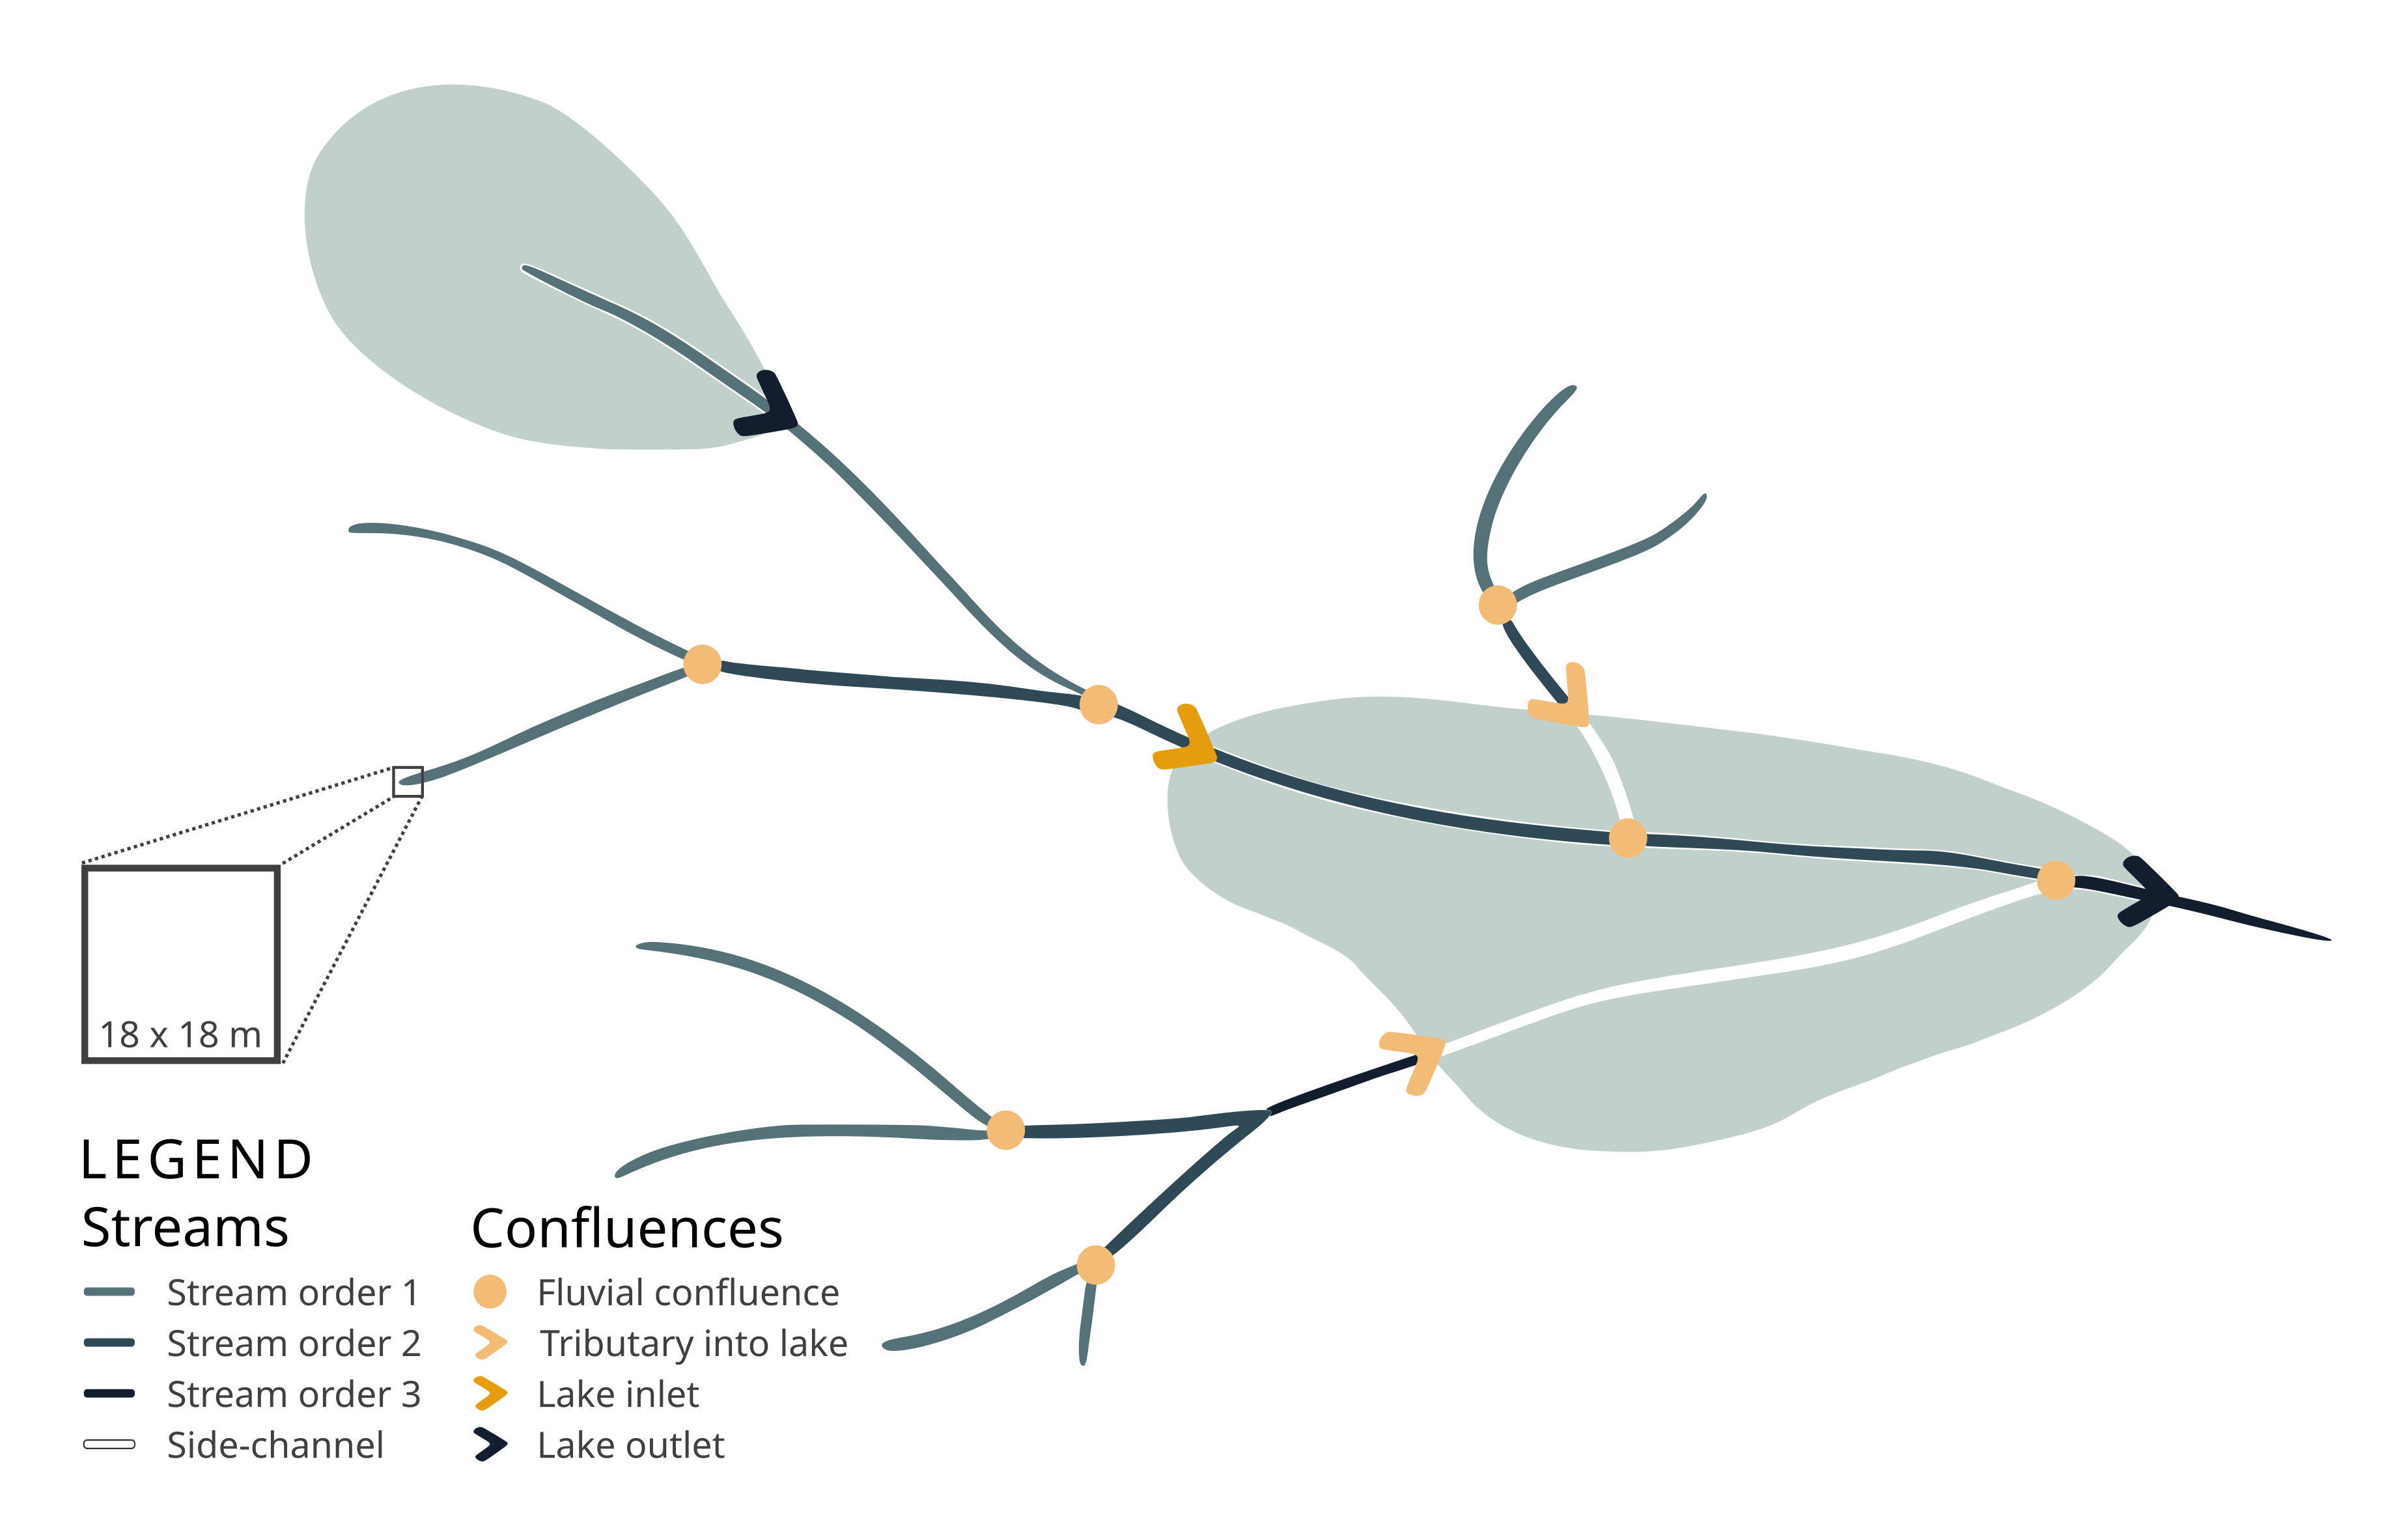 18 x 18 m
LEGEND
Streams
Stream order 1
Stream order 2
Stream order 3
Side-channel
Confluences
Fluvial confluence
Tributary into lake
Lake inlet
Lake outlet